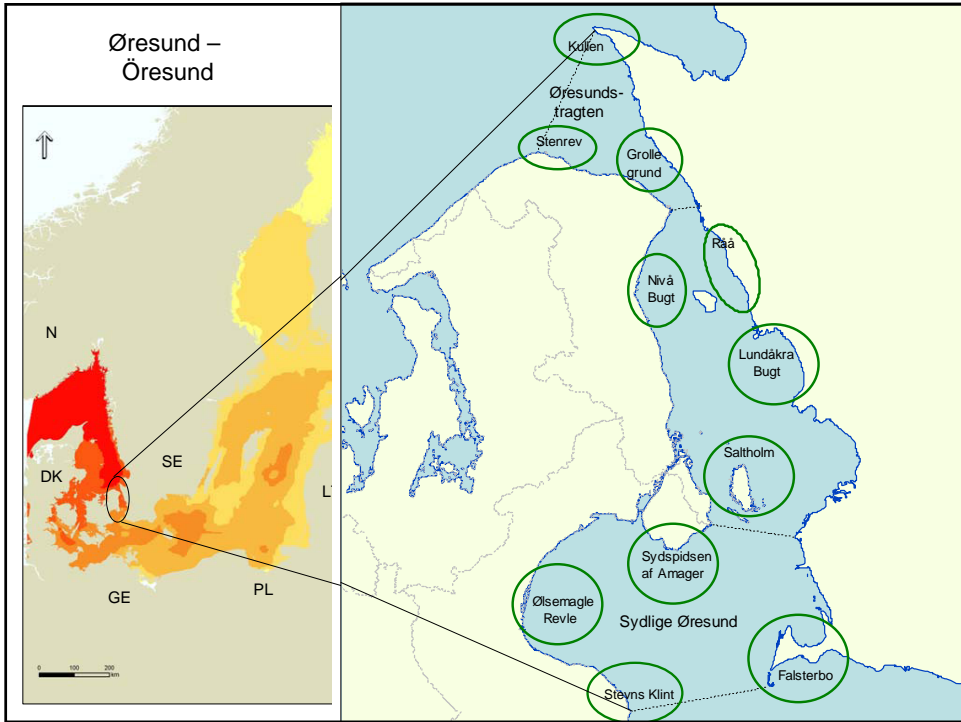 Øresund –
Öresund
N
DK
SE
GE
PL
0 100 200
km
Kullen
Øresunds-
tragten
Stenrev
Grolle
grund
Råå
Nivå
Bugt
Lundåkra
Bugt
Saltholm
Sydspidsen
af Amager
Ølsemagle
Revle
Sydlige Øresund
Falsterbo
Stevns Klint